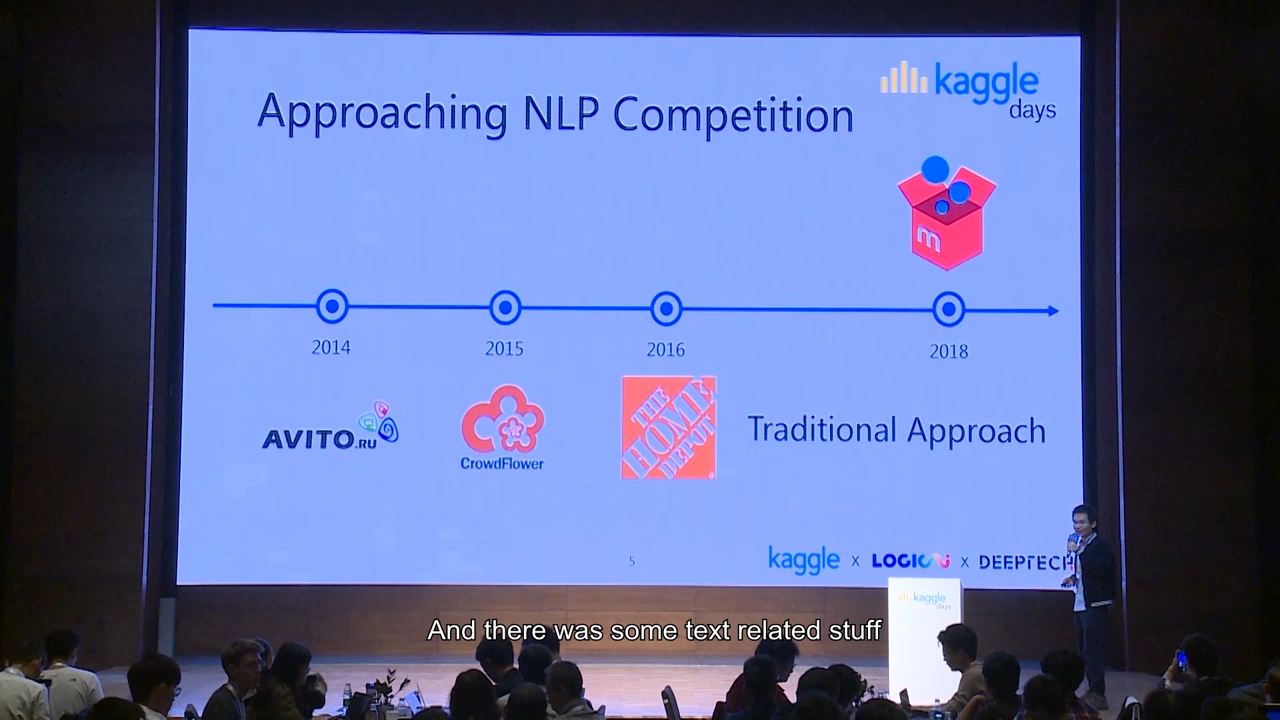 Approaching NLP Competition
kaggle
days
m
2014
2015
2016
2018
AVITO.RU
CrowdFlower
THE
HOME
DEPOT
Traditional Approach
5
kaggle x LOGIC x DEEPTECH
kaggle
days
And there was some text related stuff